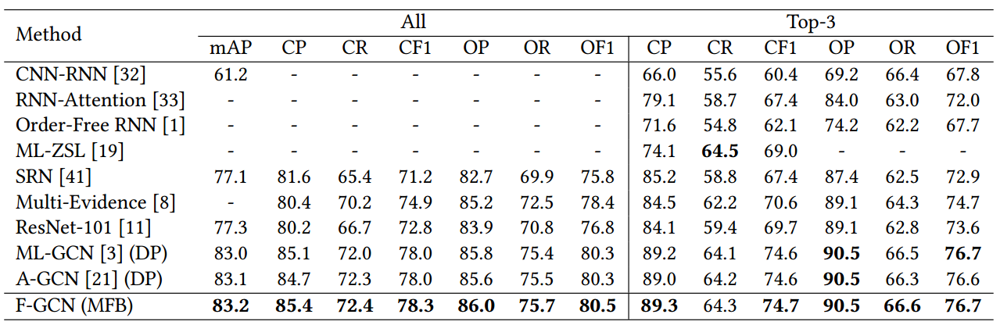 Method All Top-3
mAP CP CR CF1 OP OR OF1 CP CR CF1 OP OR OF1
CNN-RNN [32] 61.2 - - - - - - 66.0 55.6 60.4 69.2 66.4 67.8
RNN-Attention [33] - - - - - - - 79.1 58.7 67.4 84.0 63.0 72.0
Order-Free RNN [1] - - - - - - - 71.6 54.8 62.1 74.2 62.2 67.7
ML-ZSL [19] - - - - - - - 74.1 64.5 69.0 - - -
SRN [41] 77.1 81.6 65.4 71.2 82.7 69.9 75.8 85.2 58.8 67.4 87.4 62.5 72.9
Multi-Evidence [8] - 80.4 70.2 74.9 85.2 72.5 78.4 84.5 62.2 70.6 89.1 64.3 74.7
ResNet-101 [11] 77.3 80.2 66.7 72.8 83.9 70.8 76.8 84.1 59.4 69.7 89.1 62.8 73.6
ML-GCN [3] (DP) 83.0 85.1 72.0 78.0 85.8 75.4 80.3 89.2 64.1 74.6 90.5 66.5 76.7
A-GCN [21] (DP) 83.1 84.7 72.3 78.0 85.6 75.5 80.3 89.0 64.2 74.6 90.5 66.3 76.6
F-GCN (MFB) 83.2 85.4 72.4 78.3 86.0 75.7 80.5 89.3 64.3 74.7 90.5 66.6 76.7